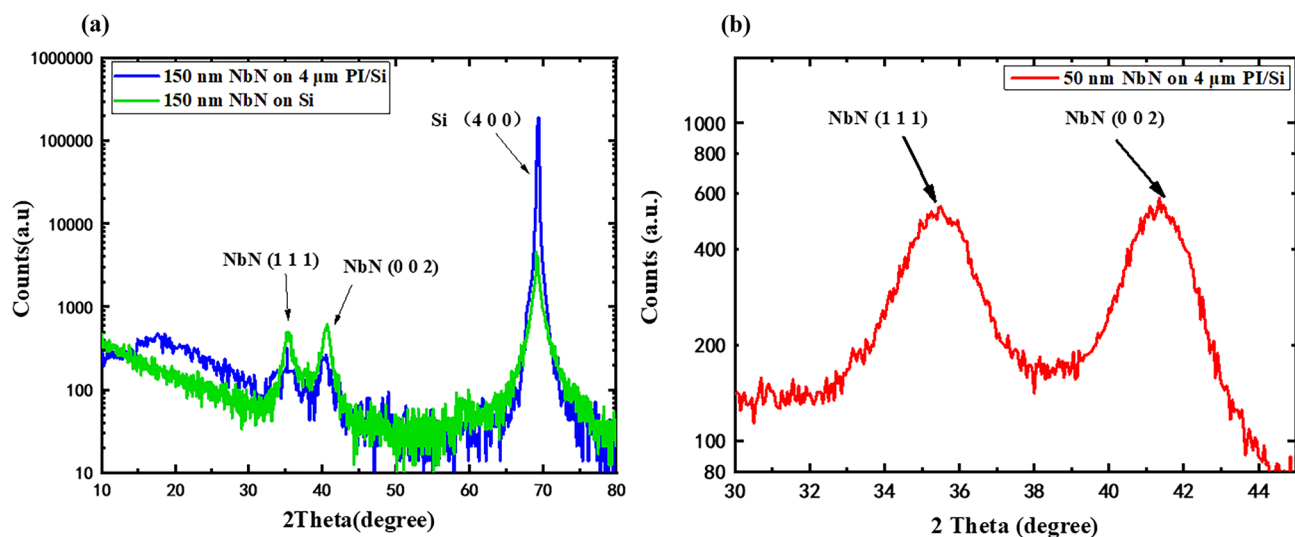 (a)
1000000
100000
10000
1000
100
10
Counts(a.u)
150 nm NbN on 4 μm PI/Si
150 nm NbN on Si
Si （4 0 0）
NbN (1 1 1)
NbN (0 0 2)
10 20 30 40 50 60 70 80
2Theta(degree)
(b)
1000
800
600
400
200
100
80
Counts (a.u.)
50 nm NbN on 4 μm PI/Si
NbN (1 1 1)
NbN (0 0 2)
30 32 34 36 38 40 42 44
2 Theta (degree)